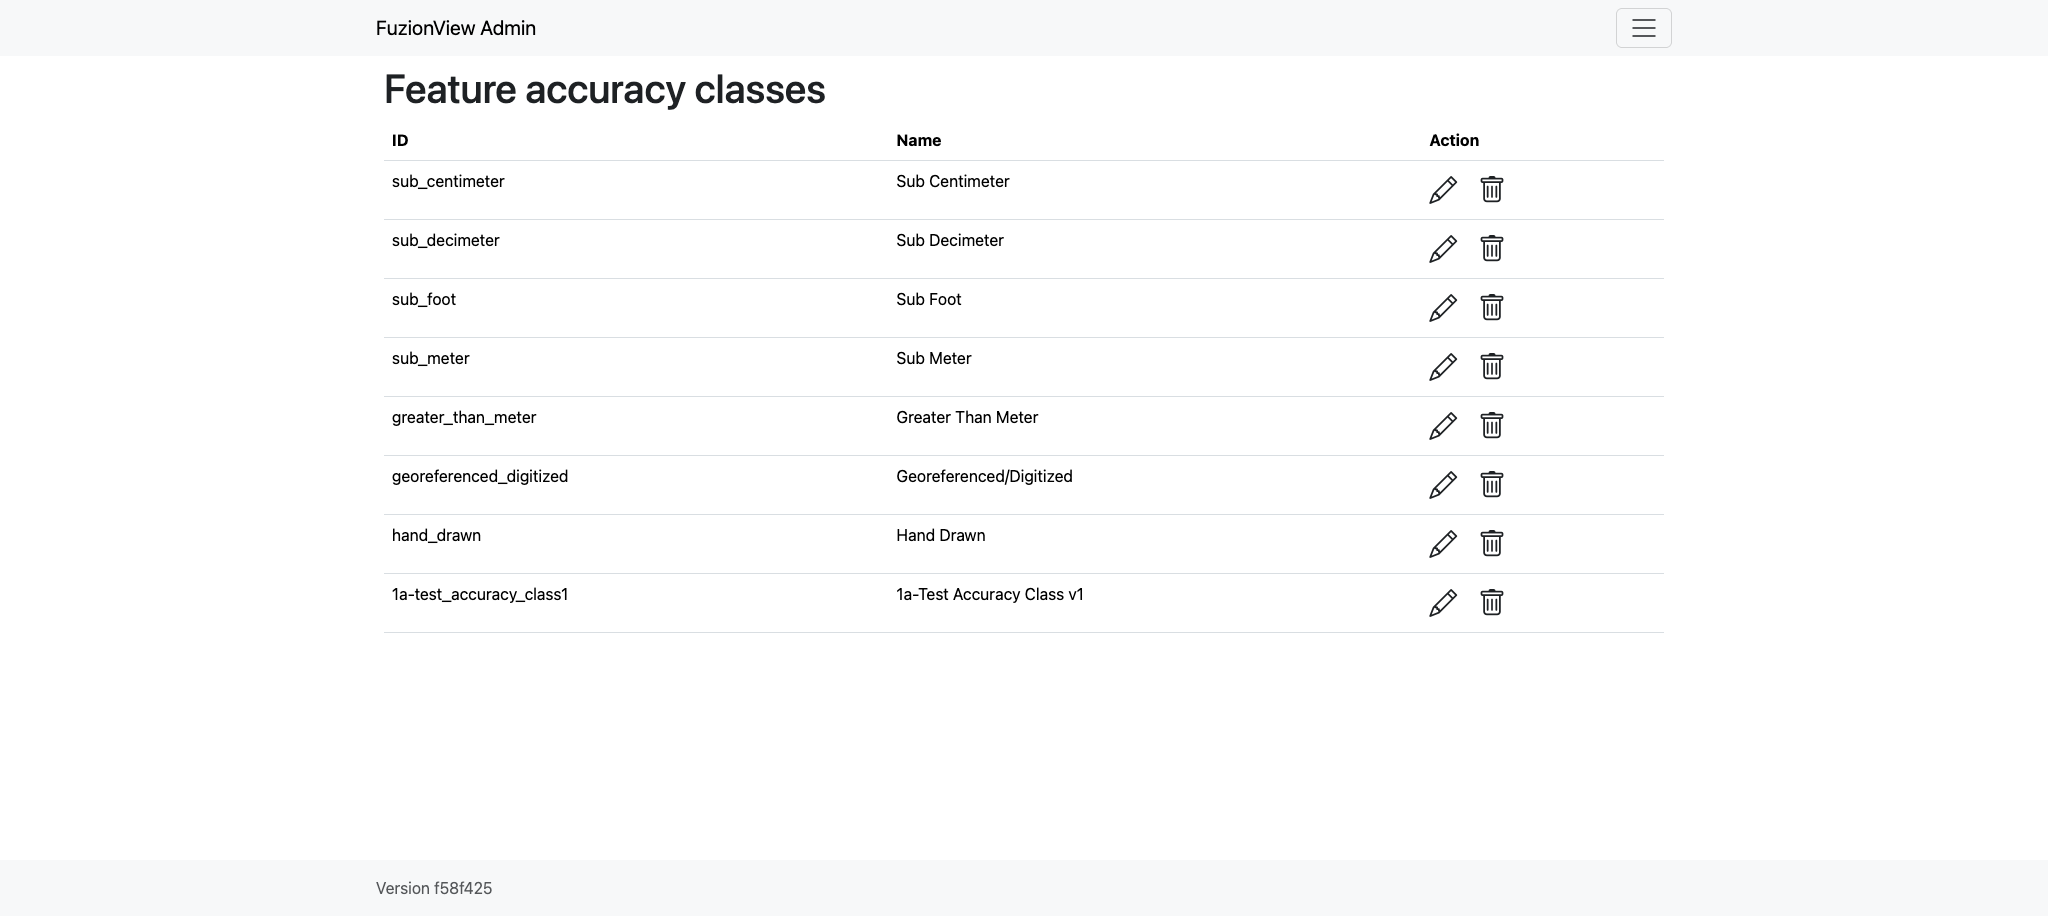 FuzionView Admin
Feature accuracy classes
ID Name Action
sub_centimeter Sub Centimeter
sub_decimeter Sub Decimeter
sub_foot Sub Foot
sub_meter Sub Meter
greater_than_meter Greater Than Meter
georeferenced_digitized Georeferenced/Digitized
hand_drawn Hand Drawn
1a-test_accuracy_class1 1a-Test Accuracy Class v1
Version f58f425